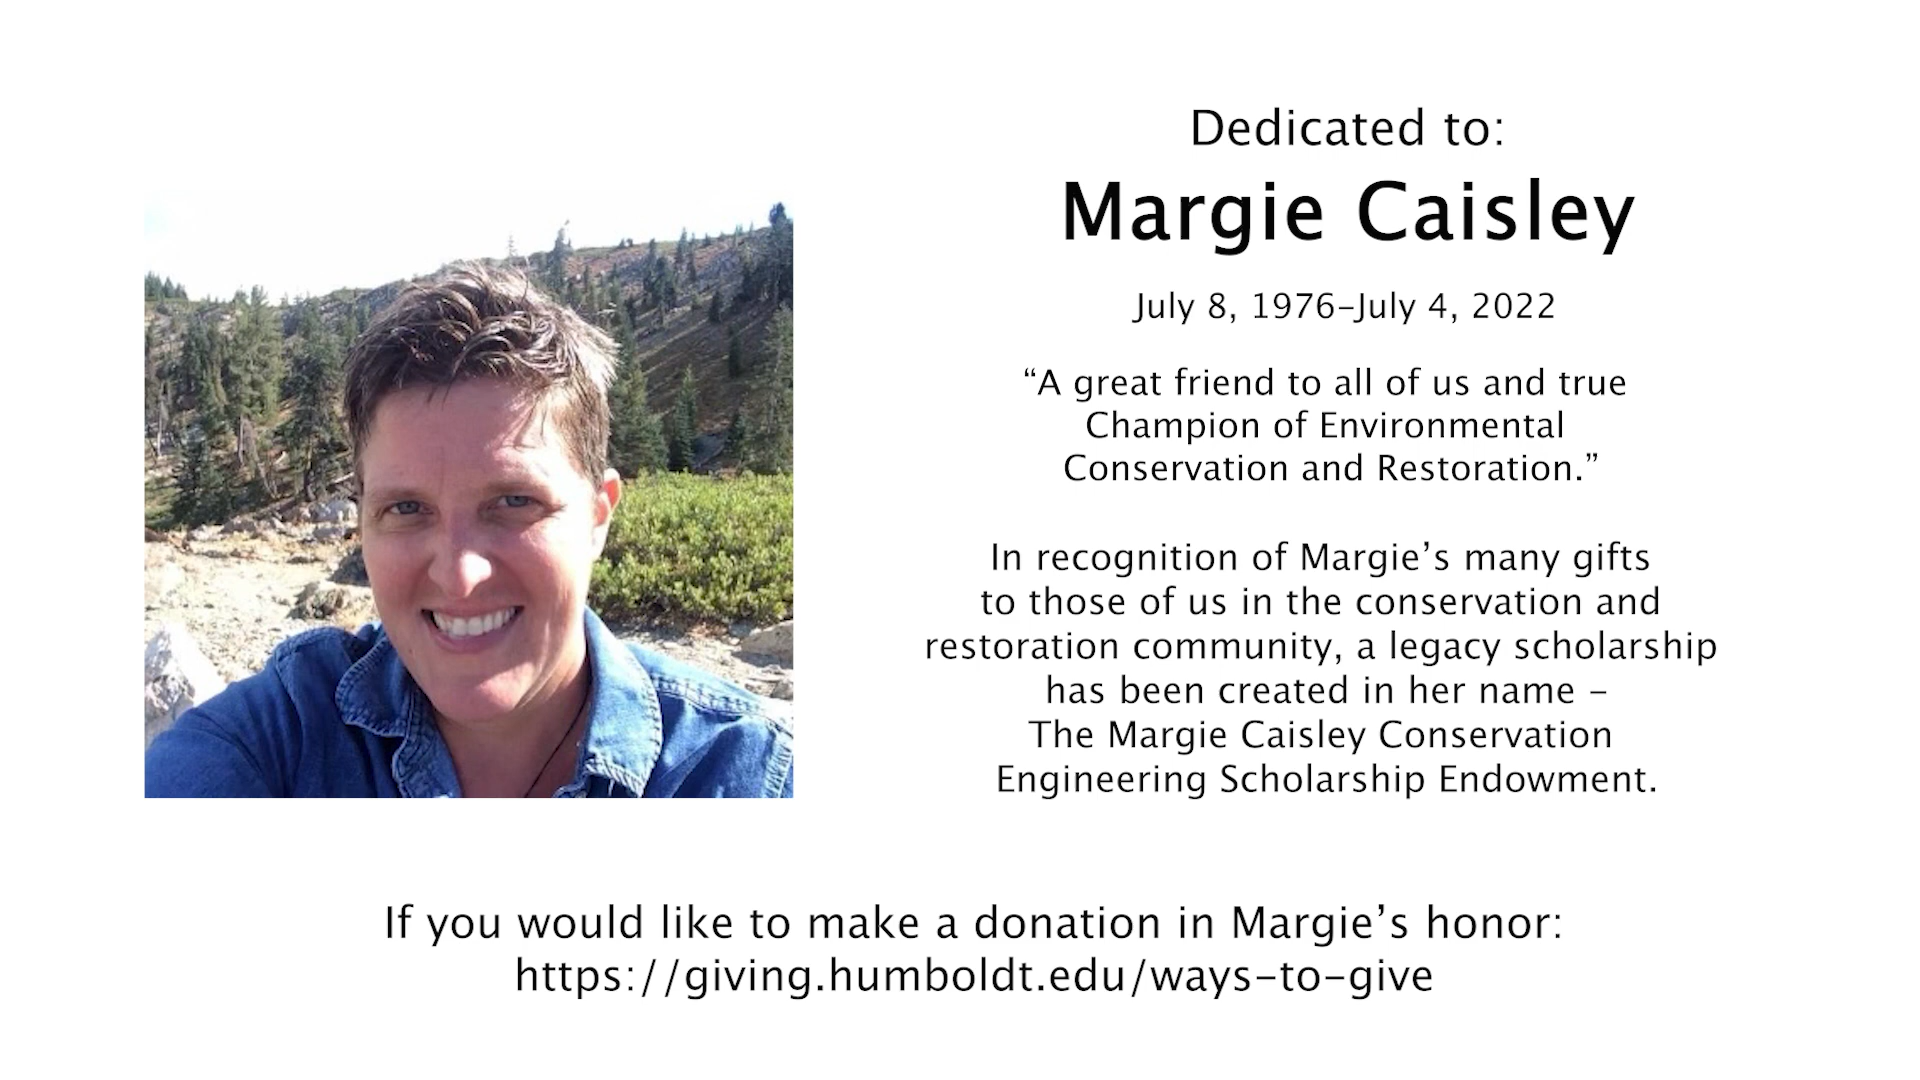 Dedicated to:
Margie Caisley
July 8, 1976–July 4, 2022
“A great friend to all of us and true
Champion of Environmental
Conservation and Restoration.”
In recognition of Margie’s many gifts
to those of us in the conservation and
restoration community, a legacy scholarship
has been created in her name –
The Margie Caisley Conservation
Engineering Scholarship Endowment.
If you would like to make a donation in Margie’s honor:
https://giving.humboldt.edu/ways-to-give